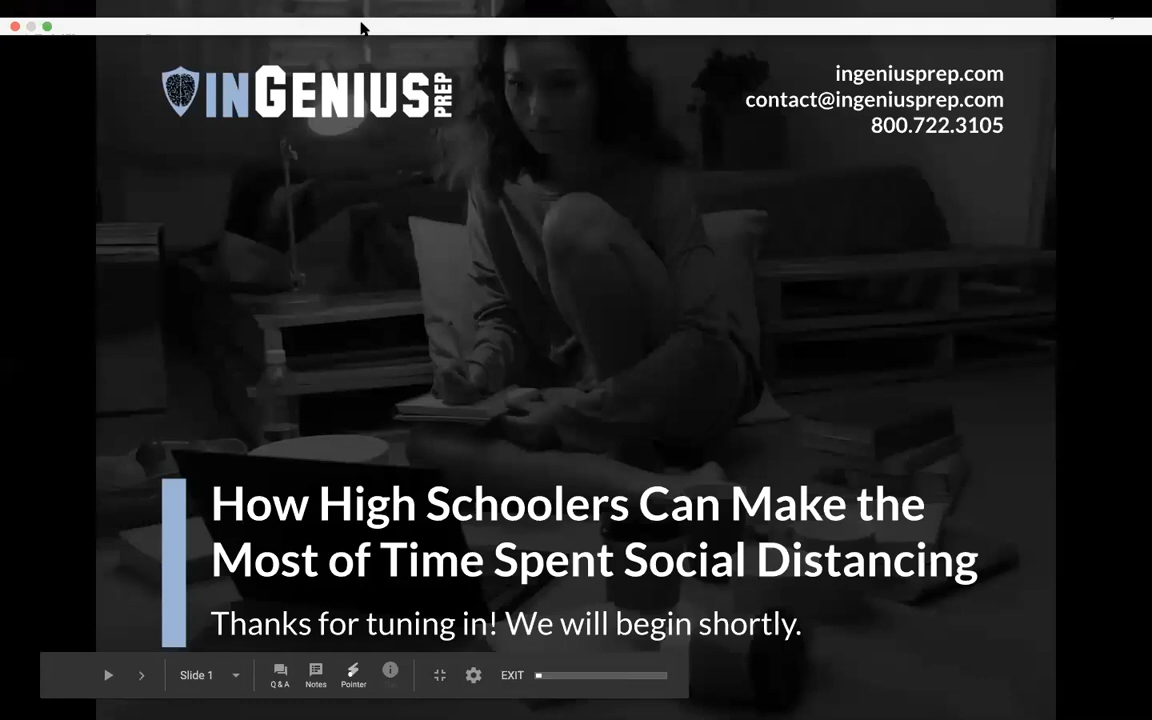 INGENIUS PREP
ingeniusprep.com
contact@ingeniusprep.com
800.722.3105
How High Schoolers Can Make the
Most of Time Spent Social Distancing
Thanks for tuning in! We will begin shortly.
Slide 1
Q & A
Notes
Pointer
EXIT